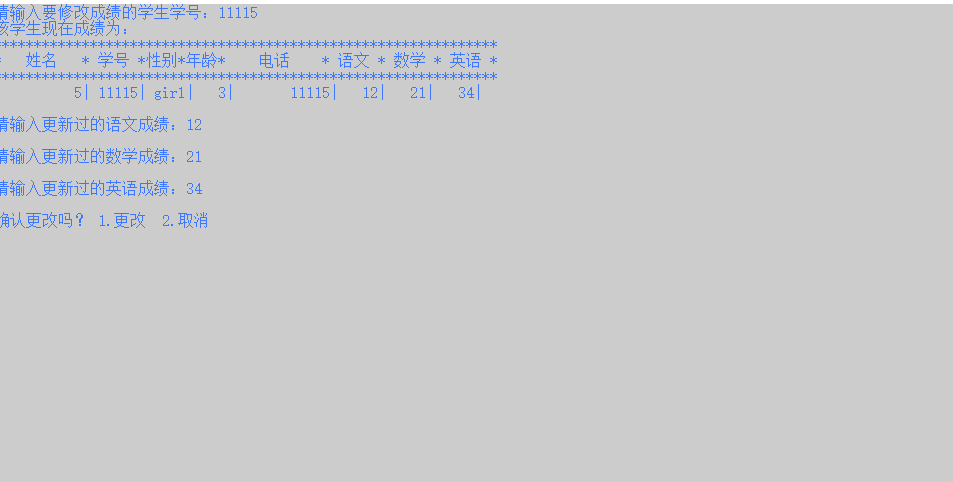 请输入要修改成绩的学生学号：11115
该学生现在成绩为：
***************************************************************
*   姓名   * 学号 *性别*年龄*    电话    * 语文 * 数学 * 英语 *
***************************************************************
5| 11115| girl|   3|       11115|   12|   21|   34|
请输入更新过的语文成绩：12
请输入更新过的数学成绩：21
请输入更新过的英语成绩：34
确认更改吗？ 1.更改  2.取消